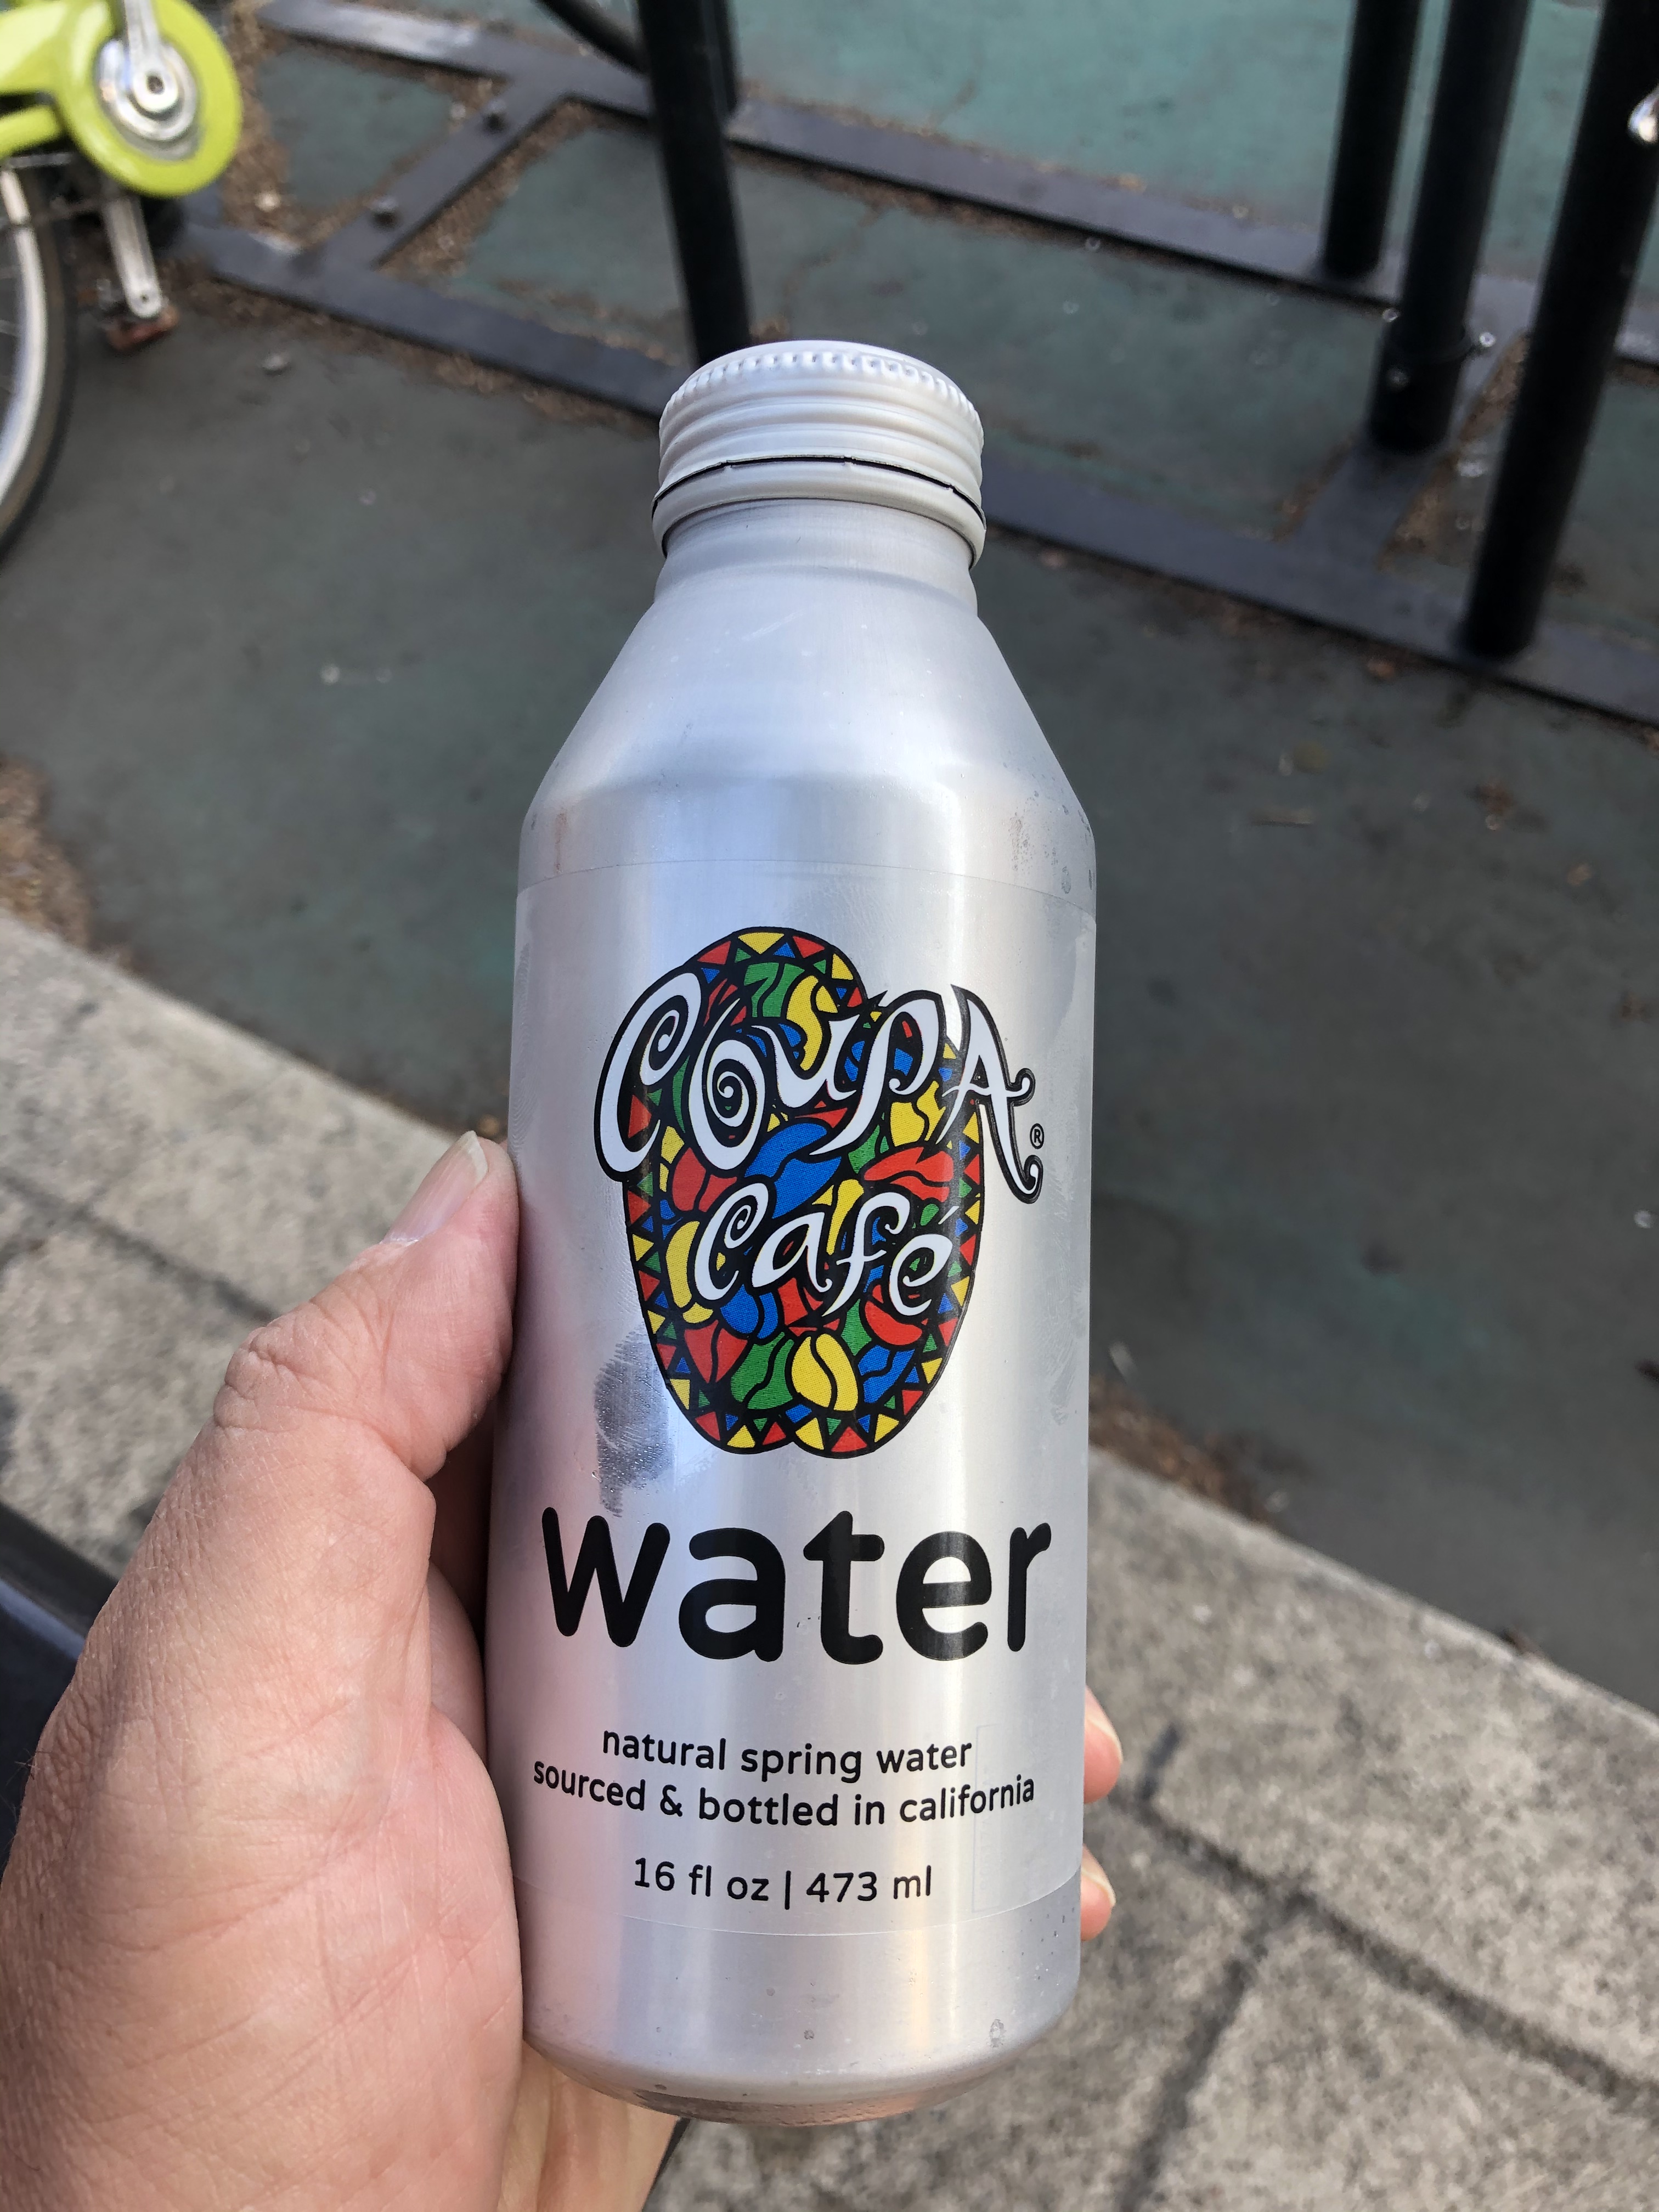 CoupA®
Café
water
natural spring water
sourced & bottled in california
16 fl oz | 473 ml